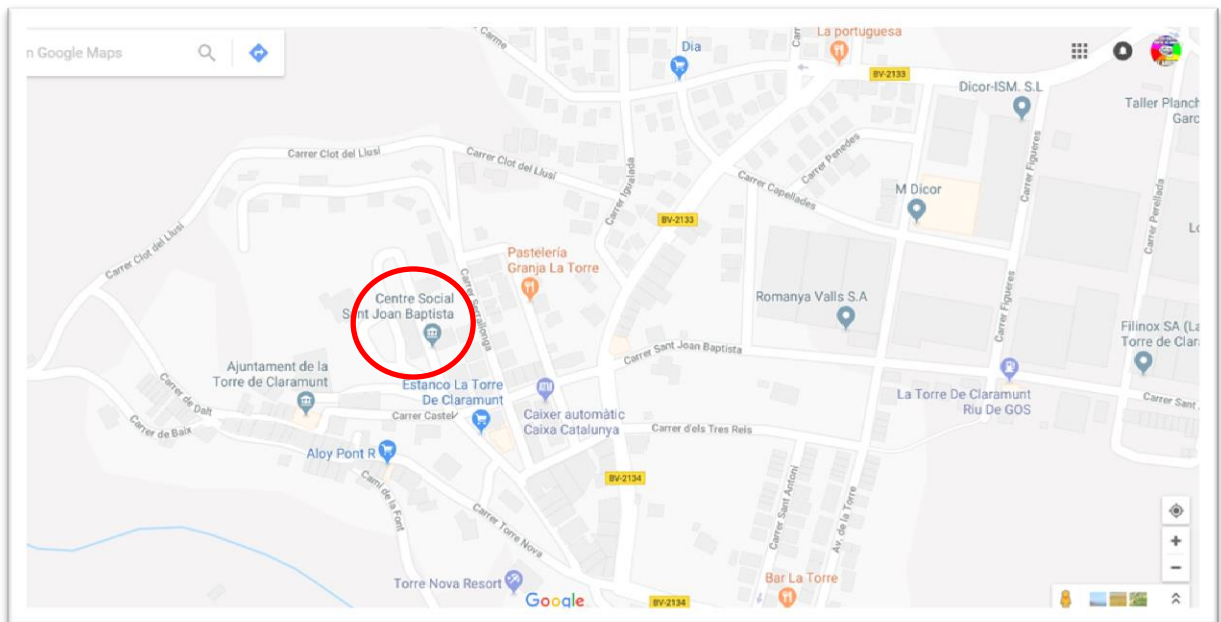 n Google Maps
Carme
Dia
Carr
La portuguesa
BV-2133
Dicor-ISM. S.L
Taller Planch
Garc
Carrer Clot del Llusí
Carrer Clot del Llusí
Carrer Igualada
Carrer Penedes
Carrer Capellades
Carrer Figueres
M Dicor
Carrer Perellada
BV-2133
Carrer Clot del Llusí
Pastelería
Granja La Torre
Carrer Serrallonga
Centre Social
Sant Joan Baptista
Romanya Valls S.A
Carrer Figueres
Filinox SA (La
Torre de Clar
Carrer Sant Joan Baptista
Ajuntament de la
Torre de Claramunt
Carrer de Dalt
Estanco La Torre
De Claramunt
La Torre De Claramunt
Riu De GOS
Carrer Sant
Carrer de Baix
Carrer Castell
Caixer automàtic
Caixa Catalunya
ATM
Carrer d'els Tres Reis
Aloy Pont R
BV-2134
Camí de la Font
Carrer Torre Nova
Carrer Sant Antoni
Av. de la Torre
Torre Nova Resort
Google
BV-2134
Bar La Torre